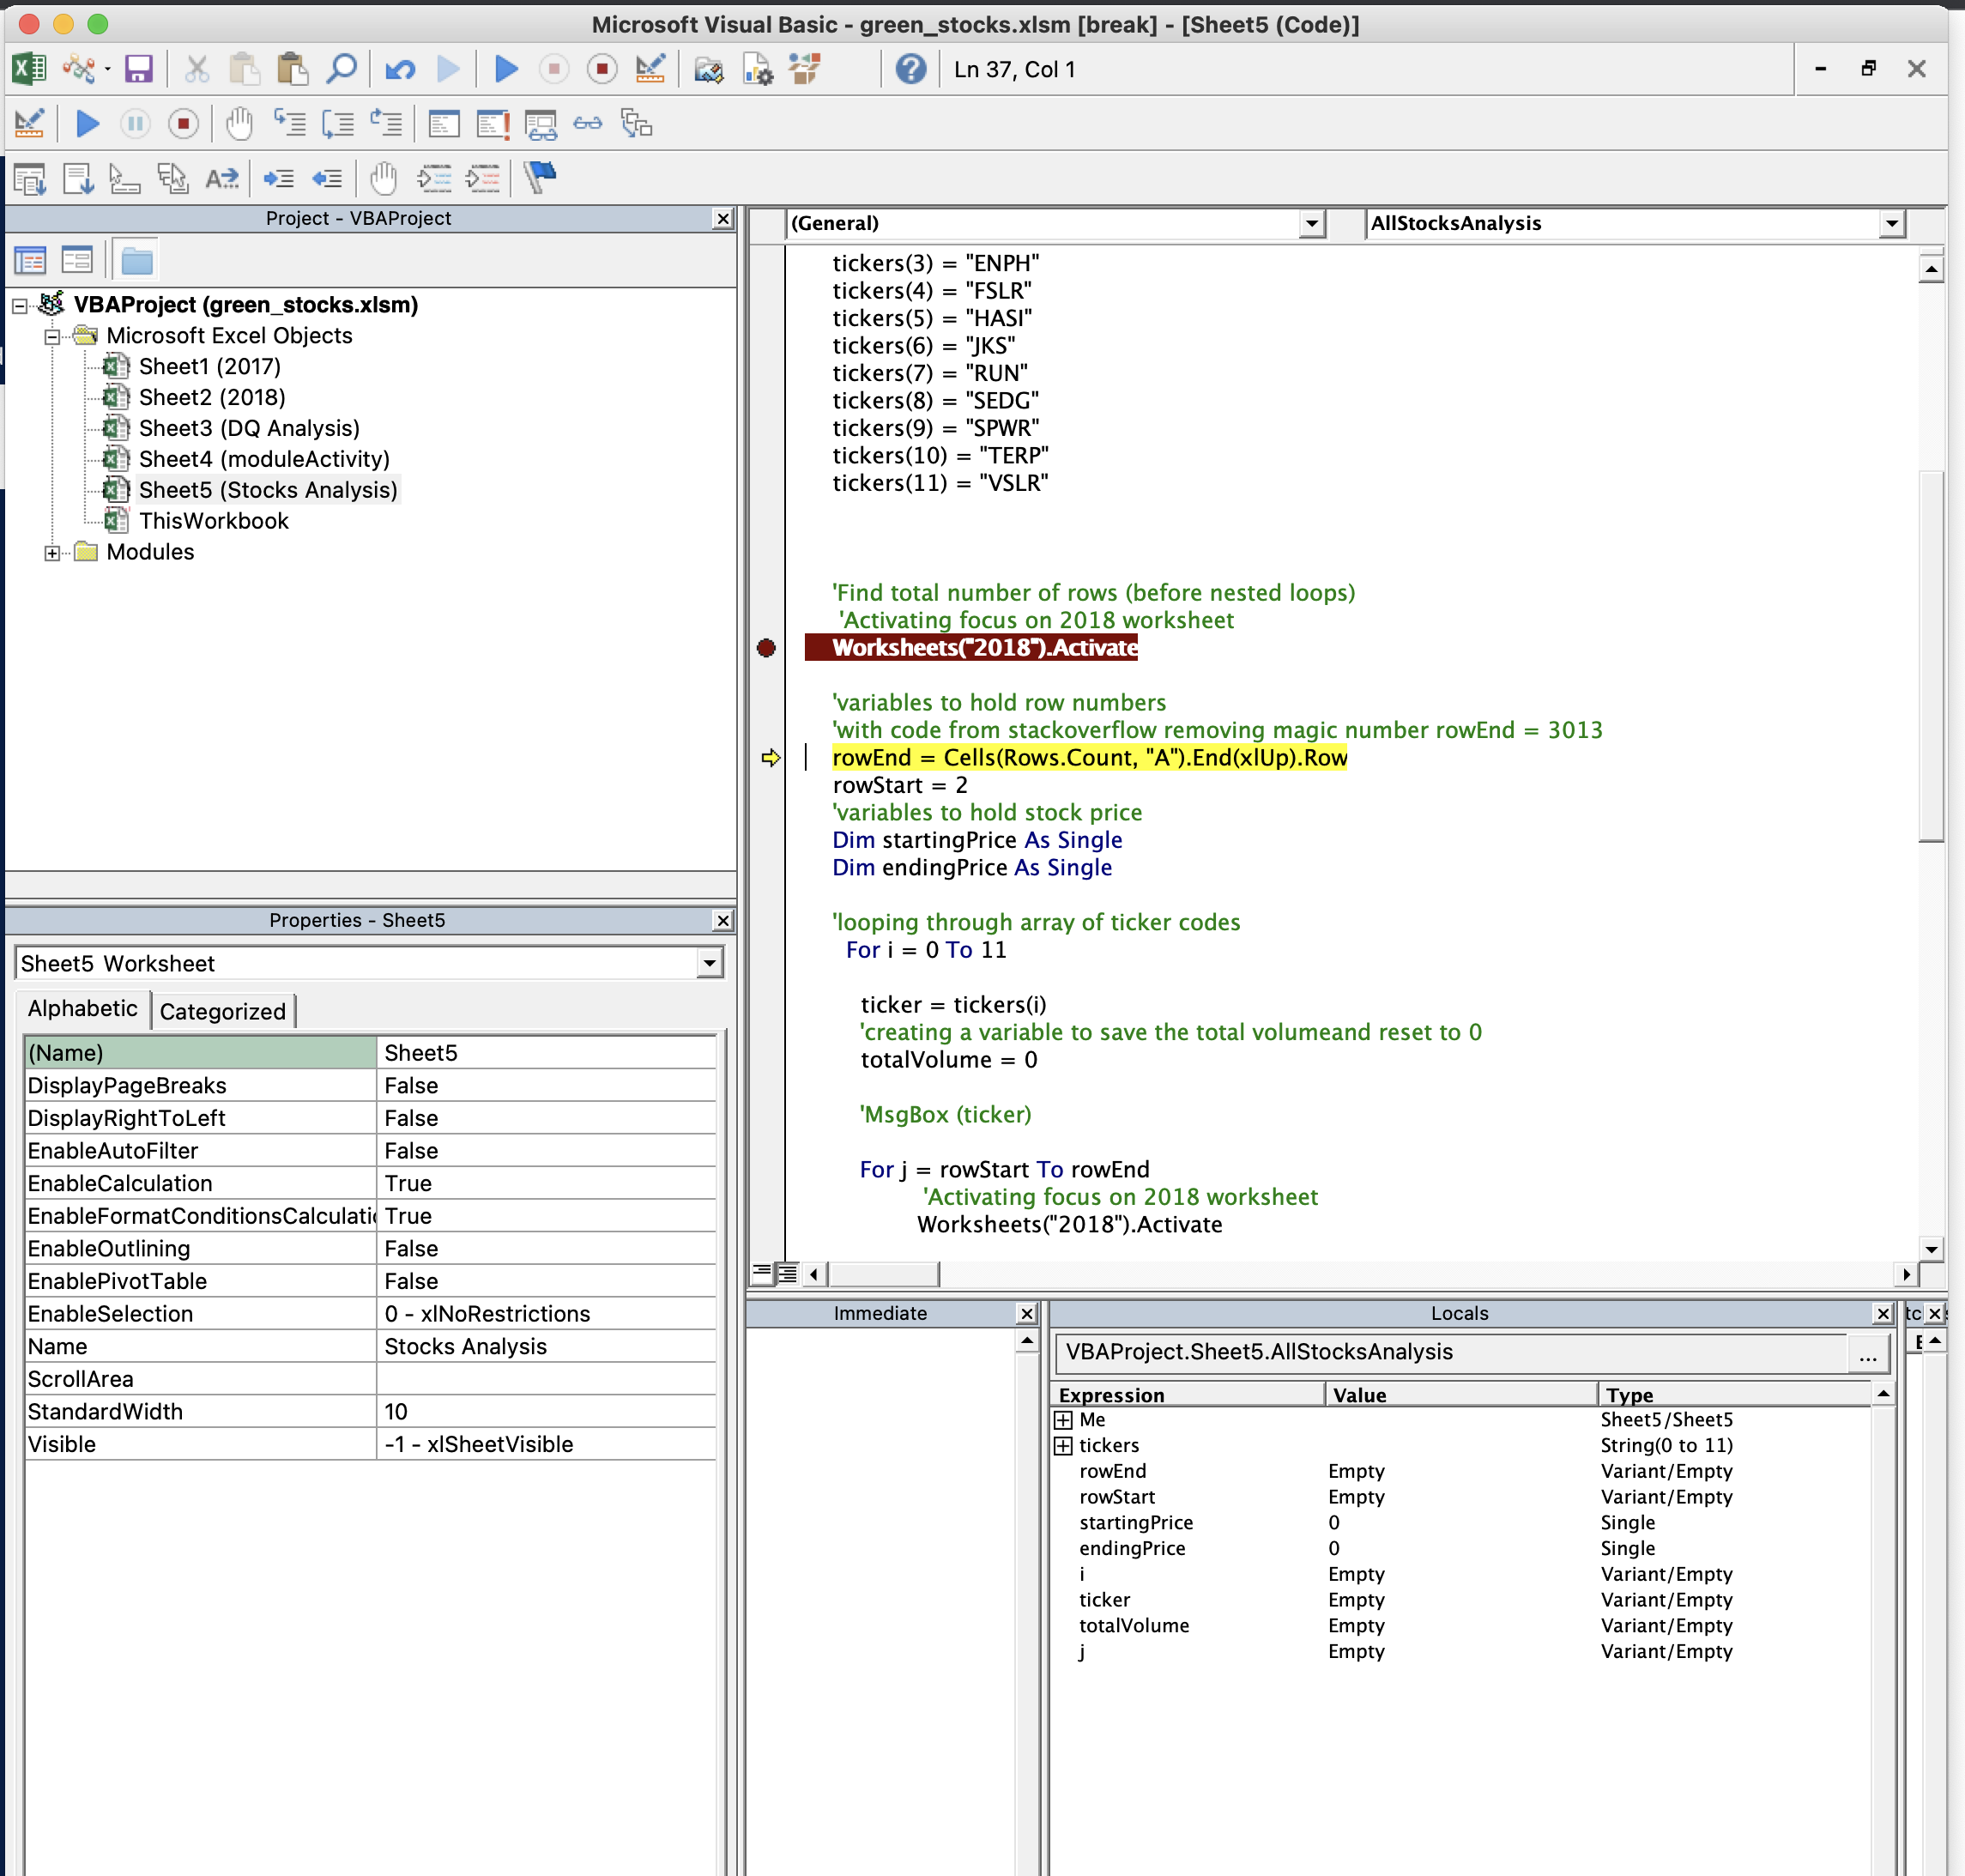 Microsoft Visual Basic - green_stocks.xlsm [break] - [Sheet5 (Code)]
Ln 37, Col 1
Project - VBAProject
VBAProject (green_stocks.xlsm)
Microsoft Excel Objects
Sheet1 (2017)
Sheet2 (2018)
Sheet3 (DQ Analysis)
Sheet4 (moduleActivity)
Sheet5 (Stocks Analysis)
ThisWorkbook
Modules
Properties - Sheet5
Sheet5 Worksheet
Alphabetic Categorized
(Name) Sheet5
DisplayPageBreaks False
DisplayRightToLeft False
EnableAutoFilter False
EnableCalculation True
EnableFormatConditionsCalculati True
EnableOutlining False
EnablePivotTable False
EnableSelection 0 - xlNoRestrictions
Name Stocks Analysis
ScrollArea
StandardWidth 10
Visible -1 - xlSheetVisible
(General) AllStocksAnalysis
tickers(3) = "ENPH"
tickers(4) = "FSLR"
tickers(5) = "HASI"
tickers(6) = "JKS"
tickers(7) = "RUN"
tickers(8) = "SEDG"
tickers(9) = "SPWR"
tickers(10) = "TERP"
tickers(11) = "VSLR"
'Find total number of rows (before nested loops)
'Activating focus on 2018 worksheet
Worksheets("2018").Activate
'variables to hold row numbers
'with code from stackoverflow removing magic number rowEnd = 3013
rowEnd = Cells(Rows.Count, "A").End(xlUp).Row
rowStart = 2
'variables to hold stock price
Dim startingPrice As Single
Dim endingPrice As Single
'looping through array of ticker codes
For i = 0 To 11
ticker = tickers(i)
'creating a variable to save the total volumeand reset to 0
totalVolume = 0
'MsgBox (ticker)
For j = rowStart To rowEnd
'Activating focus on 2018 worksheet
Worksheets("2018").Activate
Immediate
Locals
VBAProject.Sheet5.AllStocksAnalysis ...
Expression Value Type
Me Sheet5/Sheet5
tickers String(0 to 11)
rowEnd Empty Variant/Empty
rowStart Empty Variant/Empty
startingPrice 0 Single
endingPrice 0 Single
i Empty Variant/Empty
ticker Empty Variant/Empty
totalVolume Empty Variant/Empty
j Empty Variant/Empty